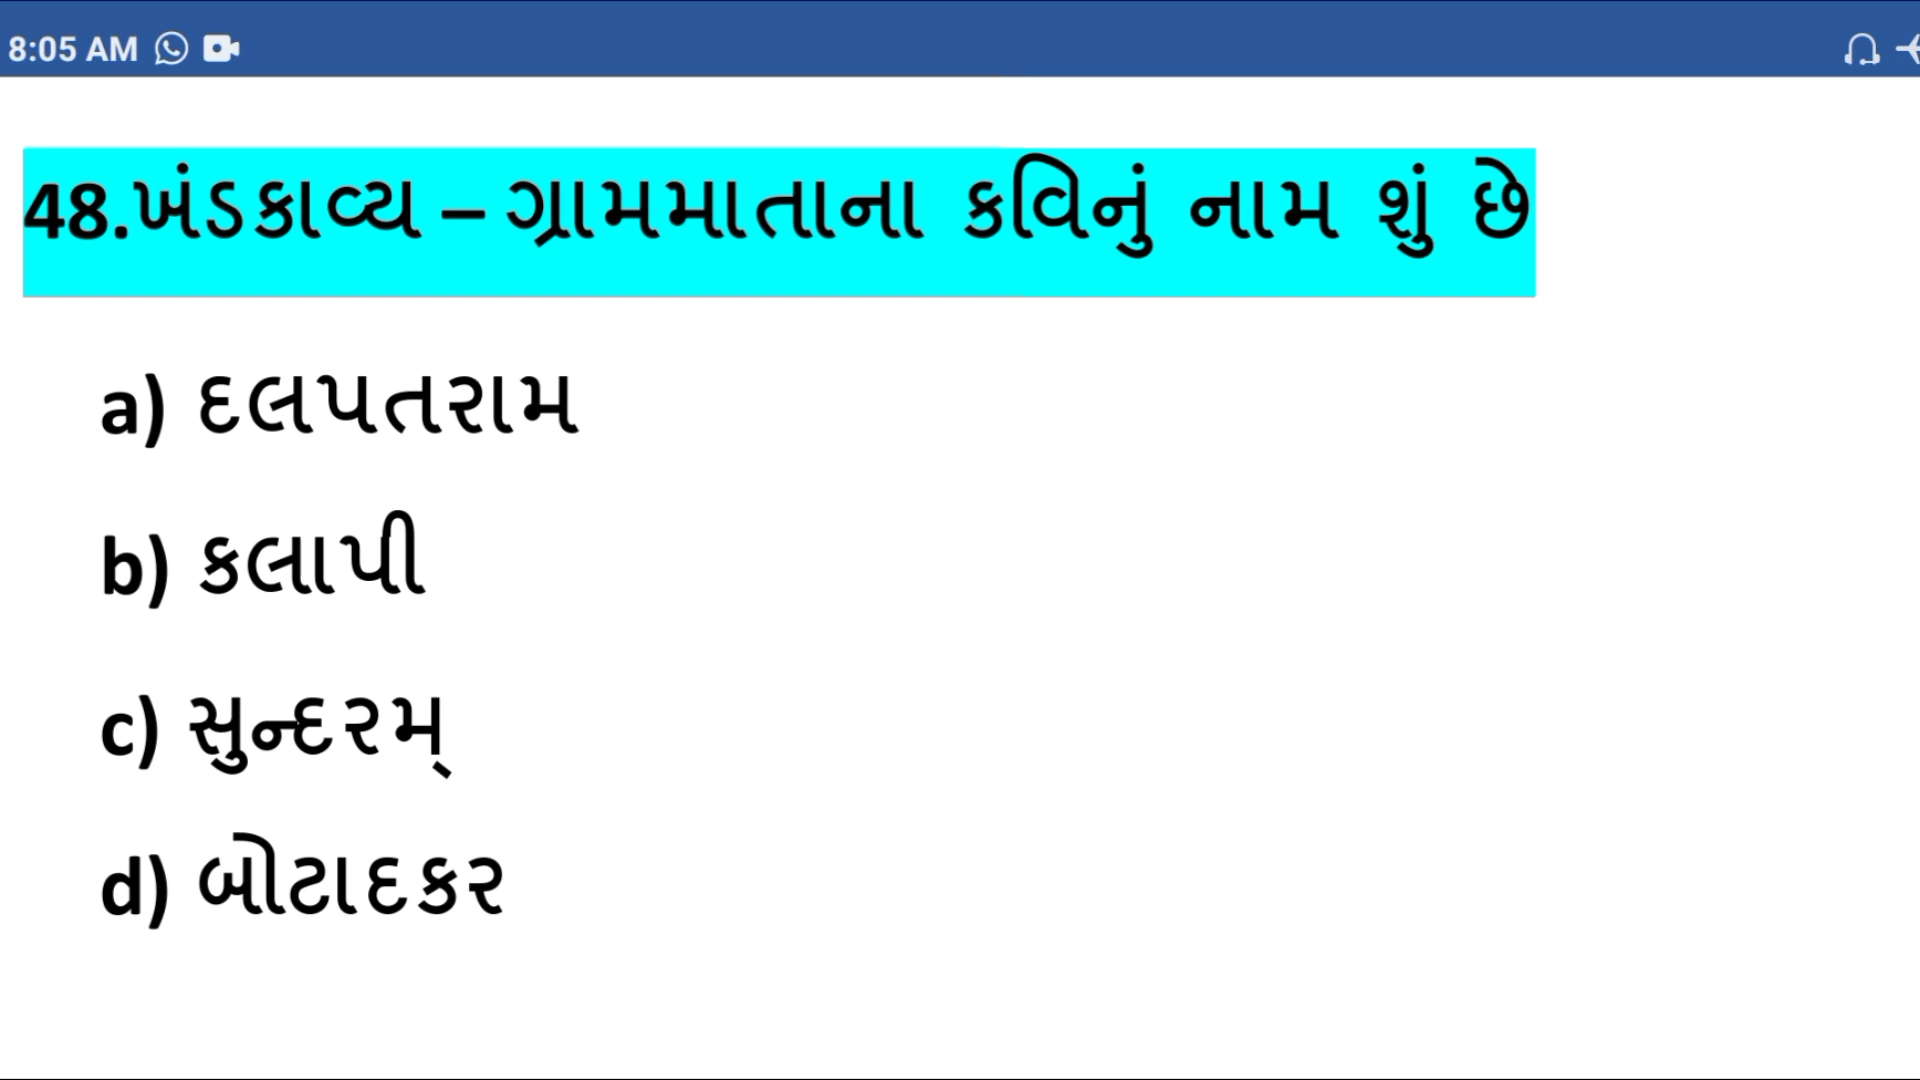 8:05 AM
48.ખંડકાવ્ય – ગ્રામમાતાના કવિનું નામ શું છે
a) દલપતરામ
b) કલાપી
c) સુન્દરમ્
d) બોટાદકર